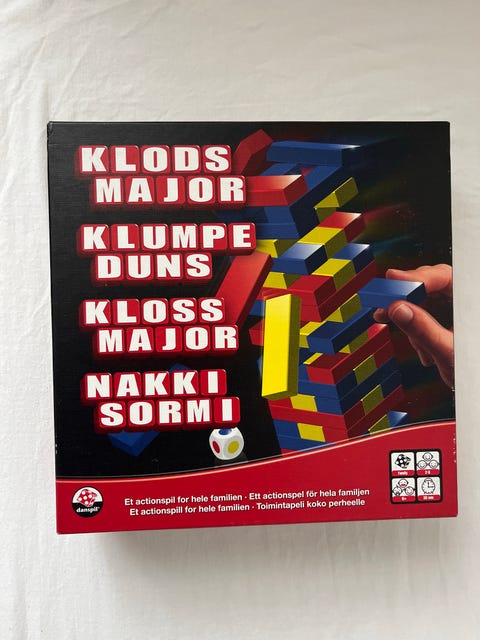 KLODS
MAJOR
KLUMPE
DUNS
KLOSS
MAJOR
NAKKI
SORMI
danspil
Et actionspil for hele familien · Ett actionspel för hela familjen
Et actionspill for hele familien · Toimintapeli koko perheelle
Family